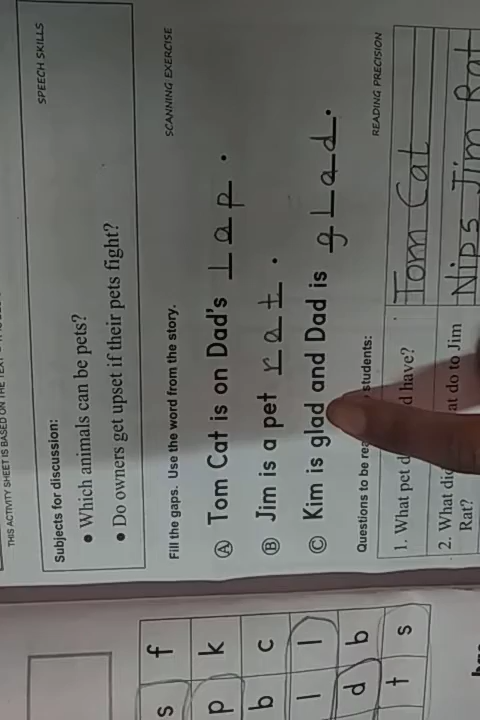 THIS ACTIVITY SHEET IS BASED ON THE TEXT
SPEECH SKILLS
Subjects for discussion:
• Which animals can be pets?
• Do owners get upset if their pets fight?
SCANNING EXERCISE
Fill the gaps. Use the word from the story.
A Tom Cat is on Dad's lap.
B Jim is a pet rat.
C Kim is glad and Dad is glad.
READING PRECISION
Questions to be students:
1. What pet d have? Tom Cat
2. What did at do to Jim Rat? Nips Jim Rat
s f
p k
b c
l l
d b
t s